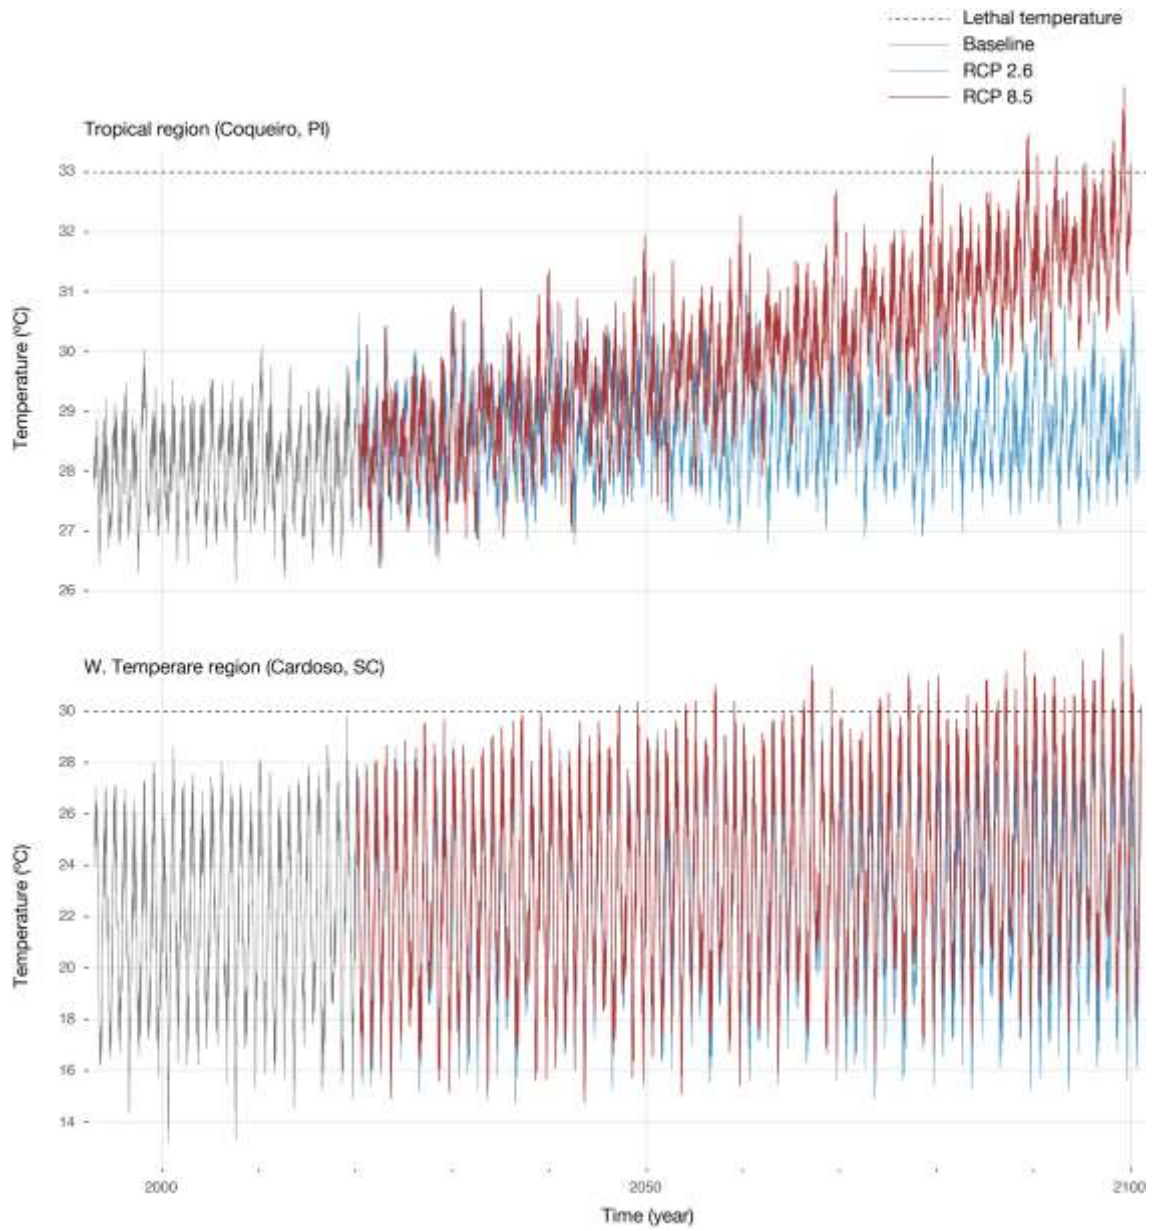 Lethal temperature
Baseline
RCP 2.6
RCP 8.5
Tropical region (Coqueiro, PI)
33
32
31
30
29
28
27
26
Temperature (ºC)
W. Temperare region (Cardoso, SC)
30
28
26
24
22
20
18
16
14
Temperature (ºC)
2000
2050
2100
Time (year)